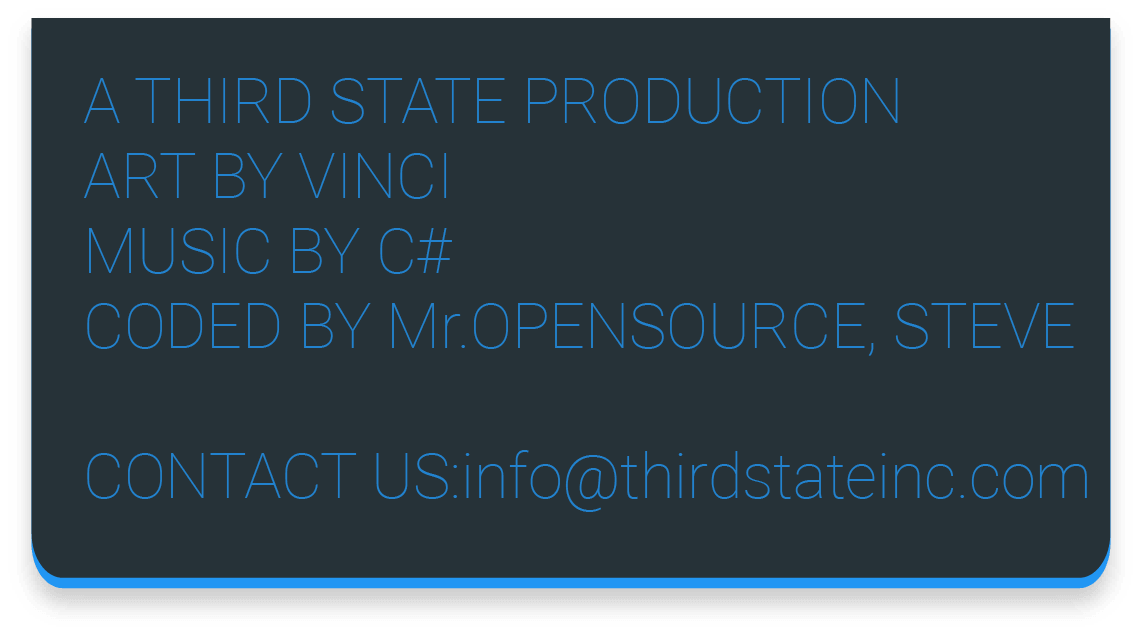 A THIRD STATE PRODUCTION
ART BY VINCI
MUSIC BY C#
CODED BY Mr.OPENSOURCE, STEVE
CONTACT US:info@thirdstateinc.com